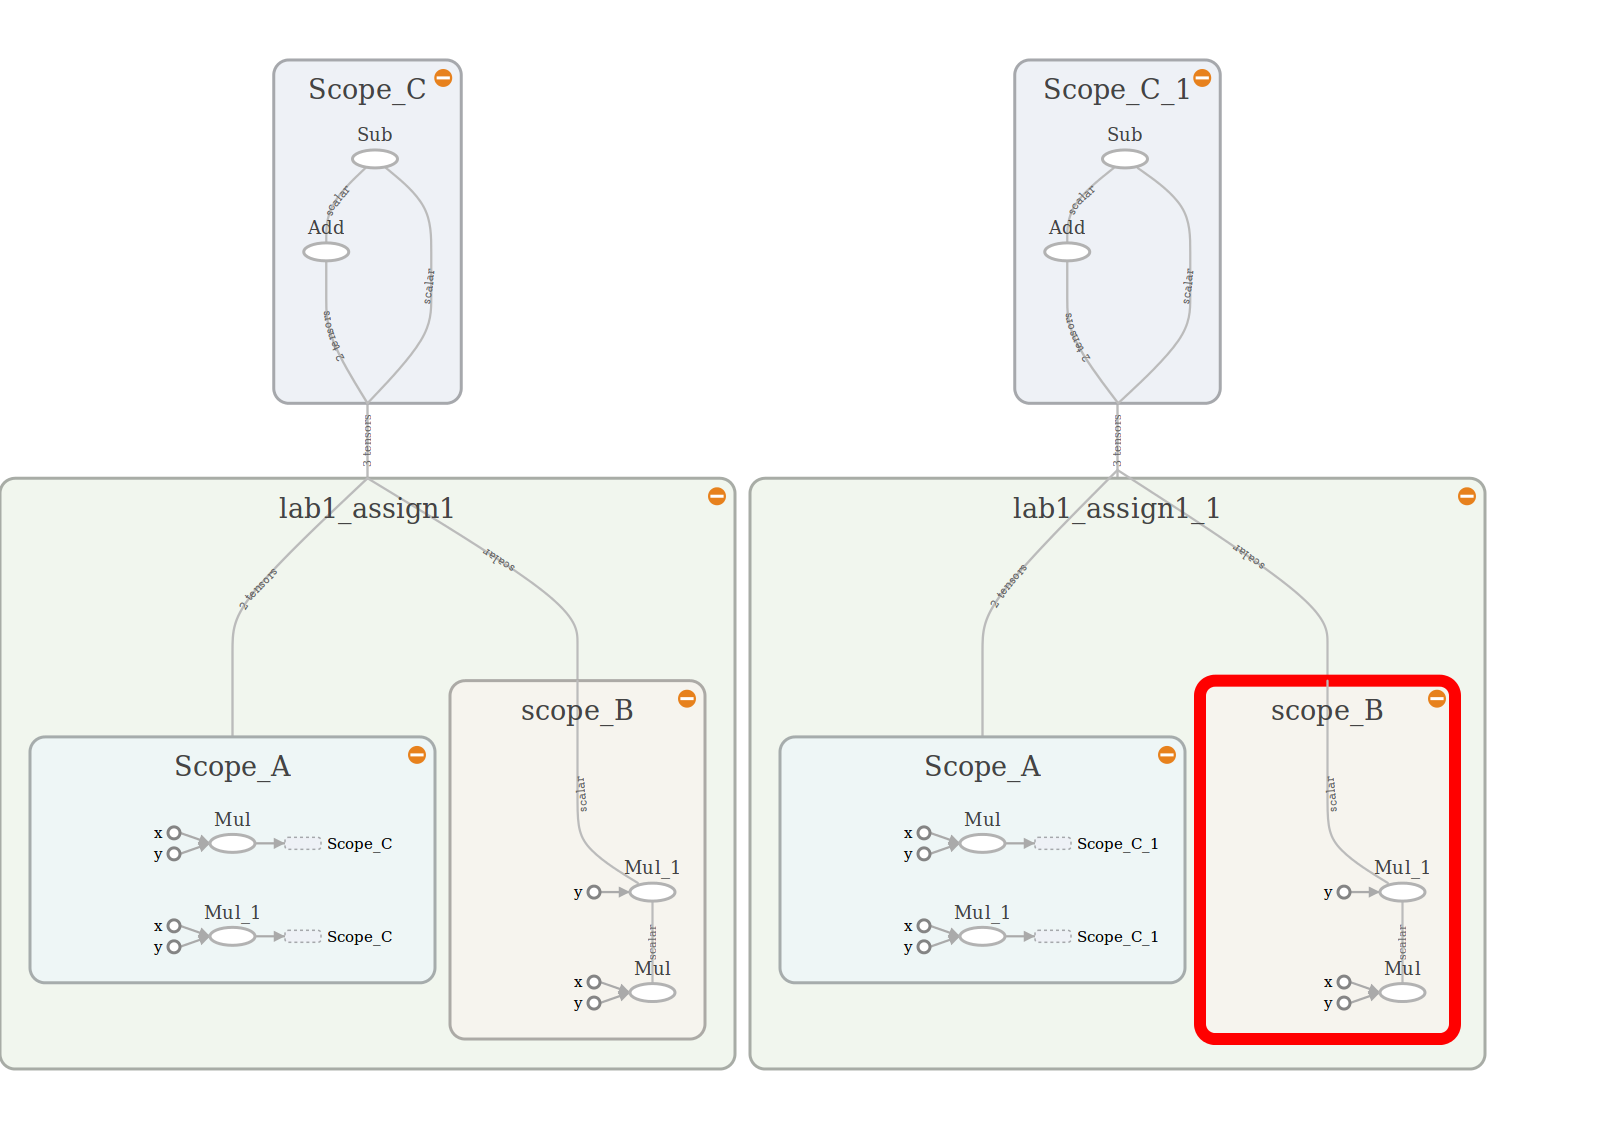 Scope_C
Sub
scalar
Add
scalar
2 tensors
3 tensors
lab1_assign1
2 tensors
scalar
Scope_A
Mul
x
y
Scope_C
Mul_1
x
y
Scope_C
scope_B
scalar
Mul_1
y
scalar
Mul
x
y
Scope_C_1
Sub
scalar
Add
scalar
2 tensors
3 tensors
lab1_assign1_1
2 tensors
scalar
Scope_A
Mul
x
y
Scope_C_1
Mul_1
x
y
Scope_C_1
scope_B
scalar
Mul_1
y
scalar
Mul
x
y